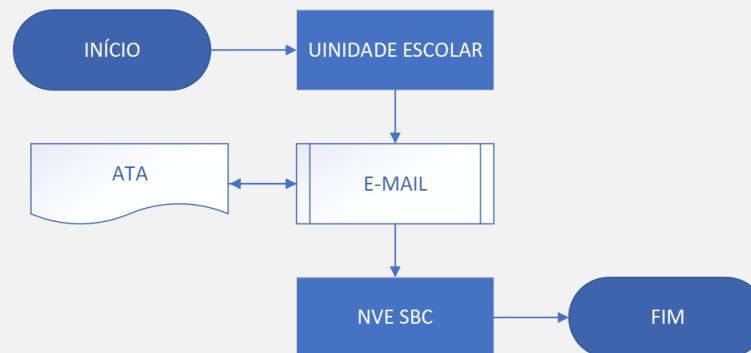 INÍCIO
UINIDADE ESCOLAR
ATA
E-MAIL
NVE SBC
FIM